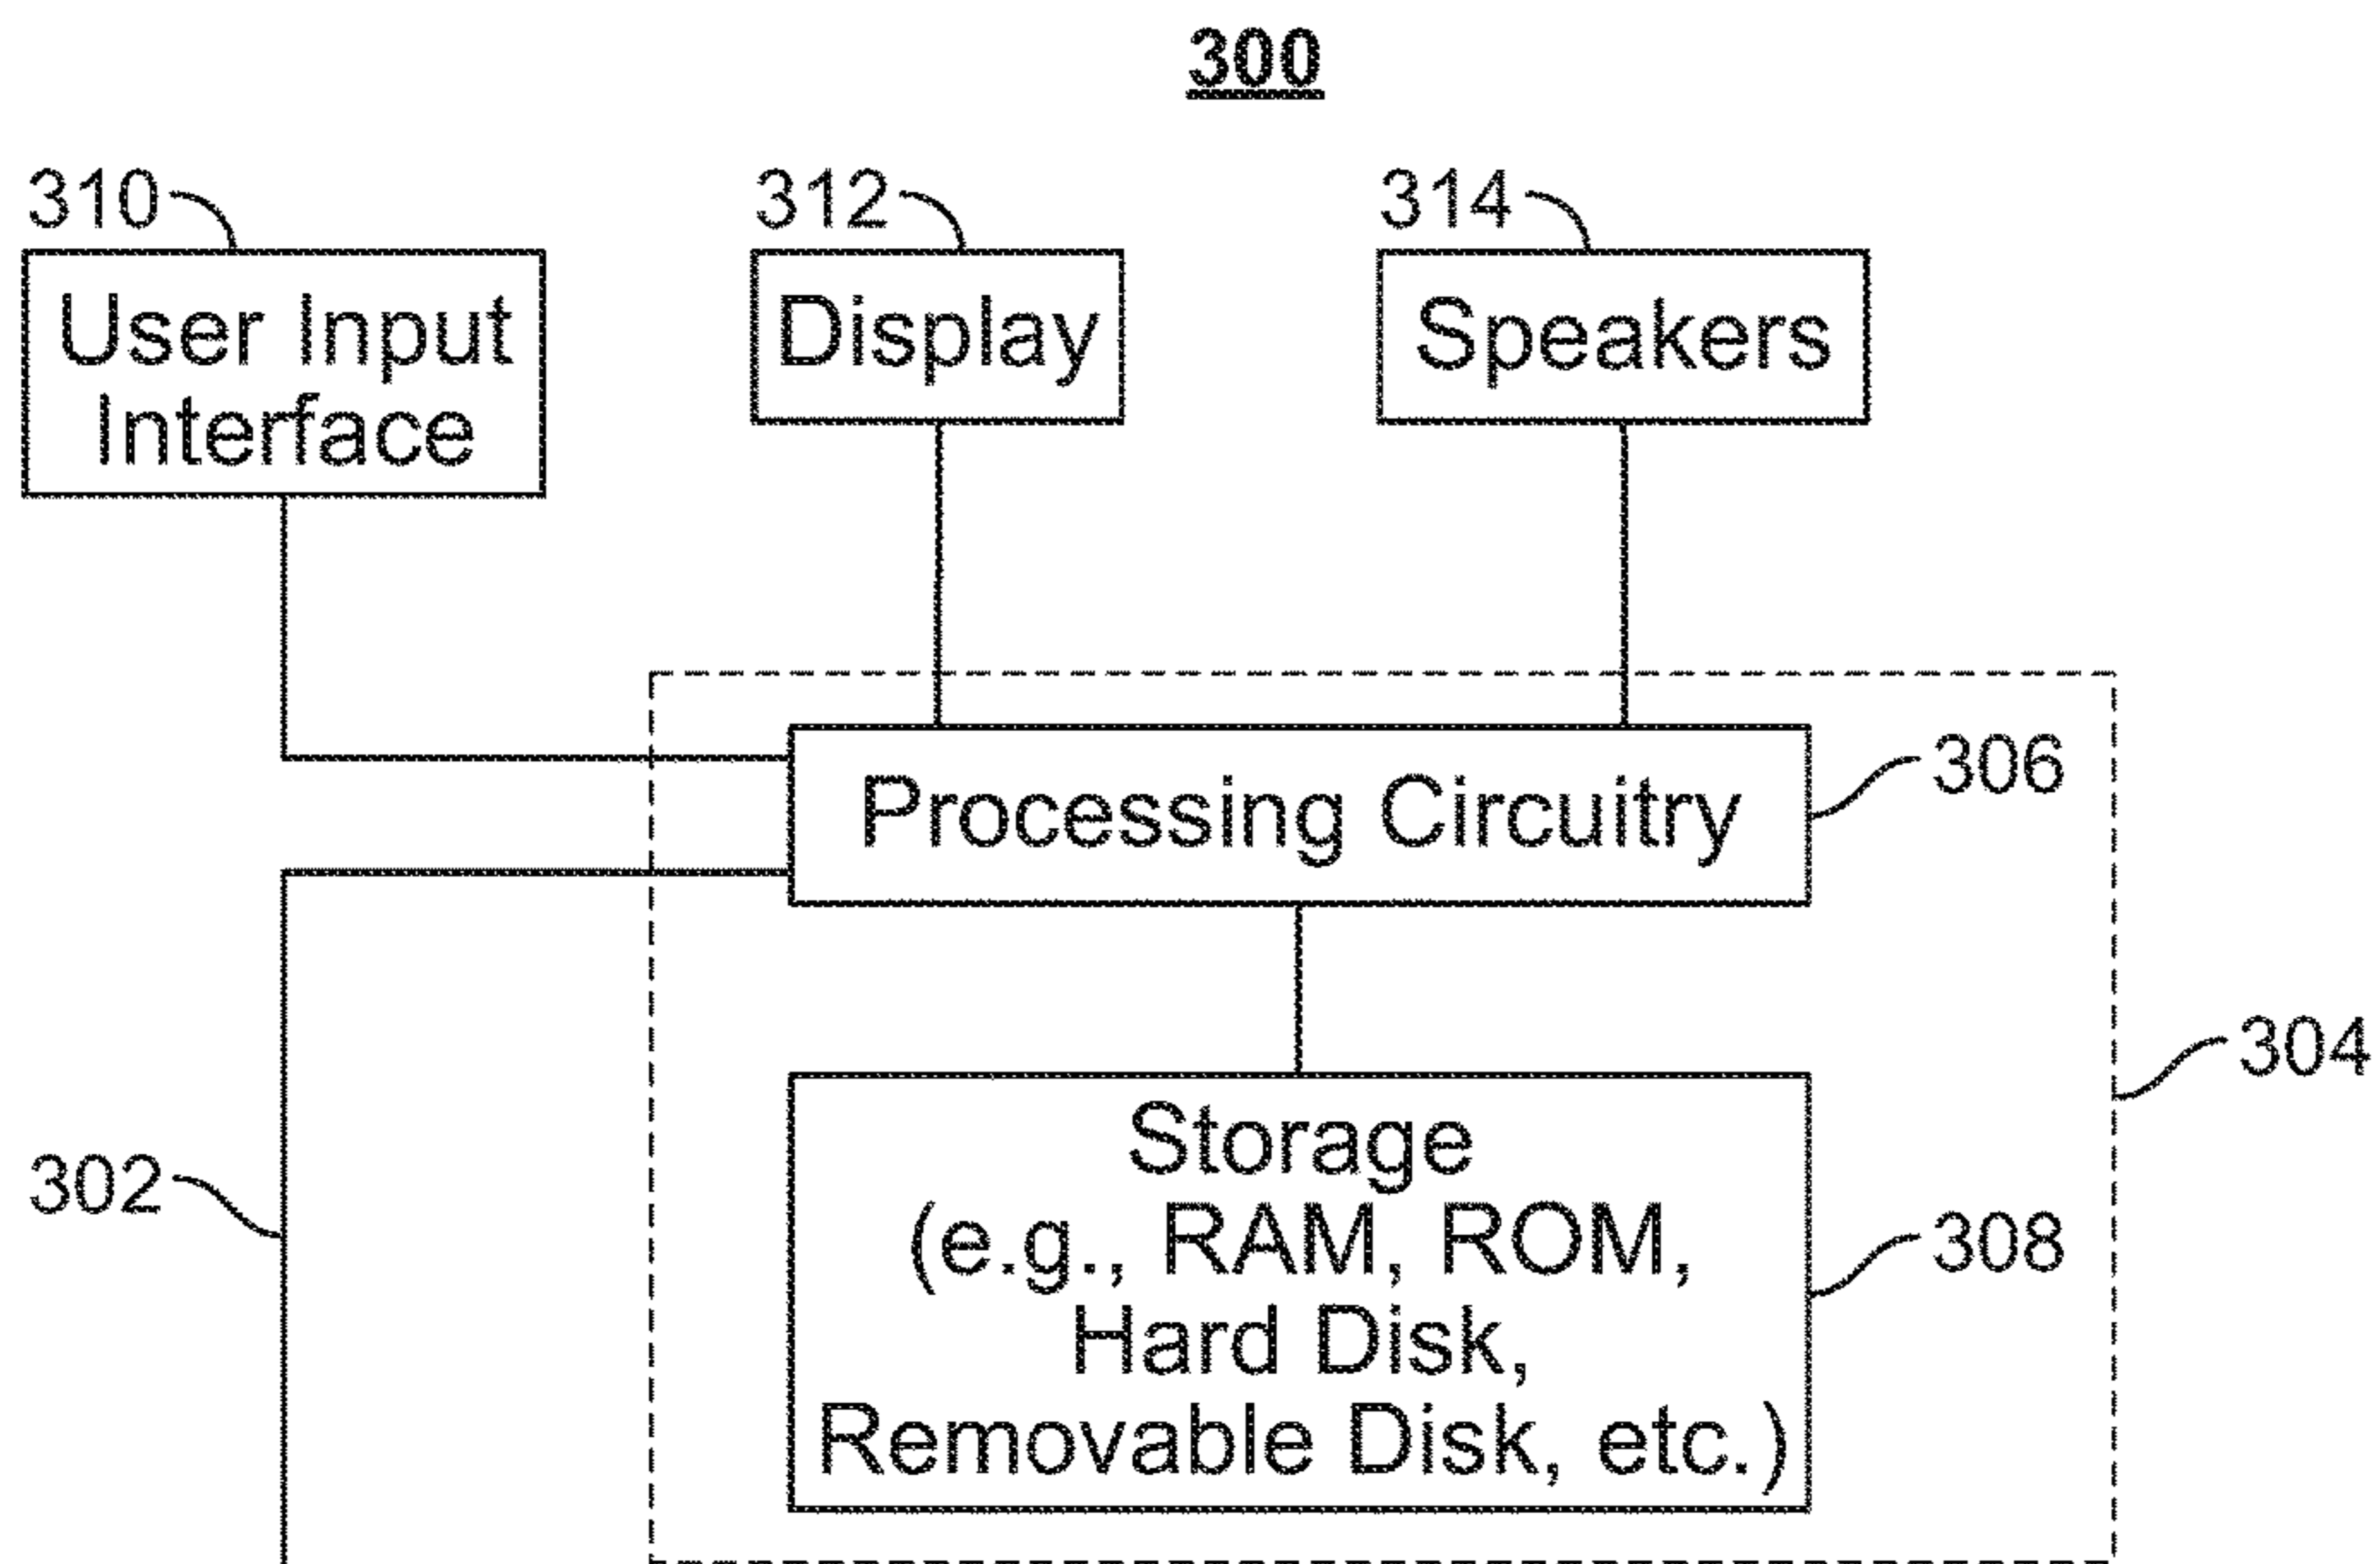 300
310
312
314
User Input
Interface
Display
Speakers
Processing Circuitry
306
304
302
Storage
(e.g., RAM, ROM,
Hard Disk,
Removable Disk, etc.)
308